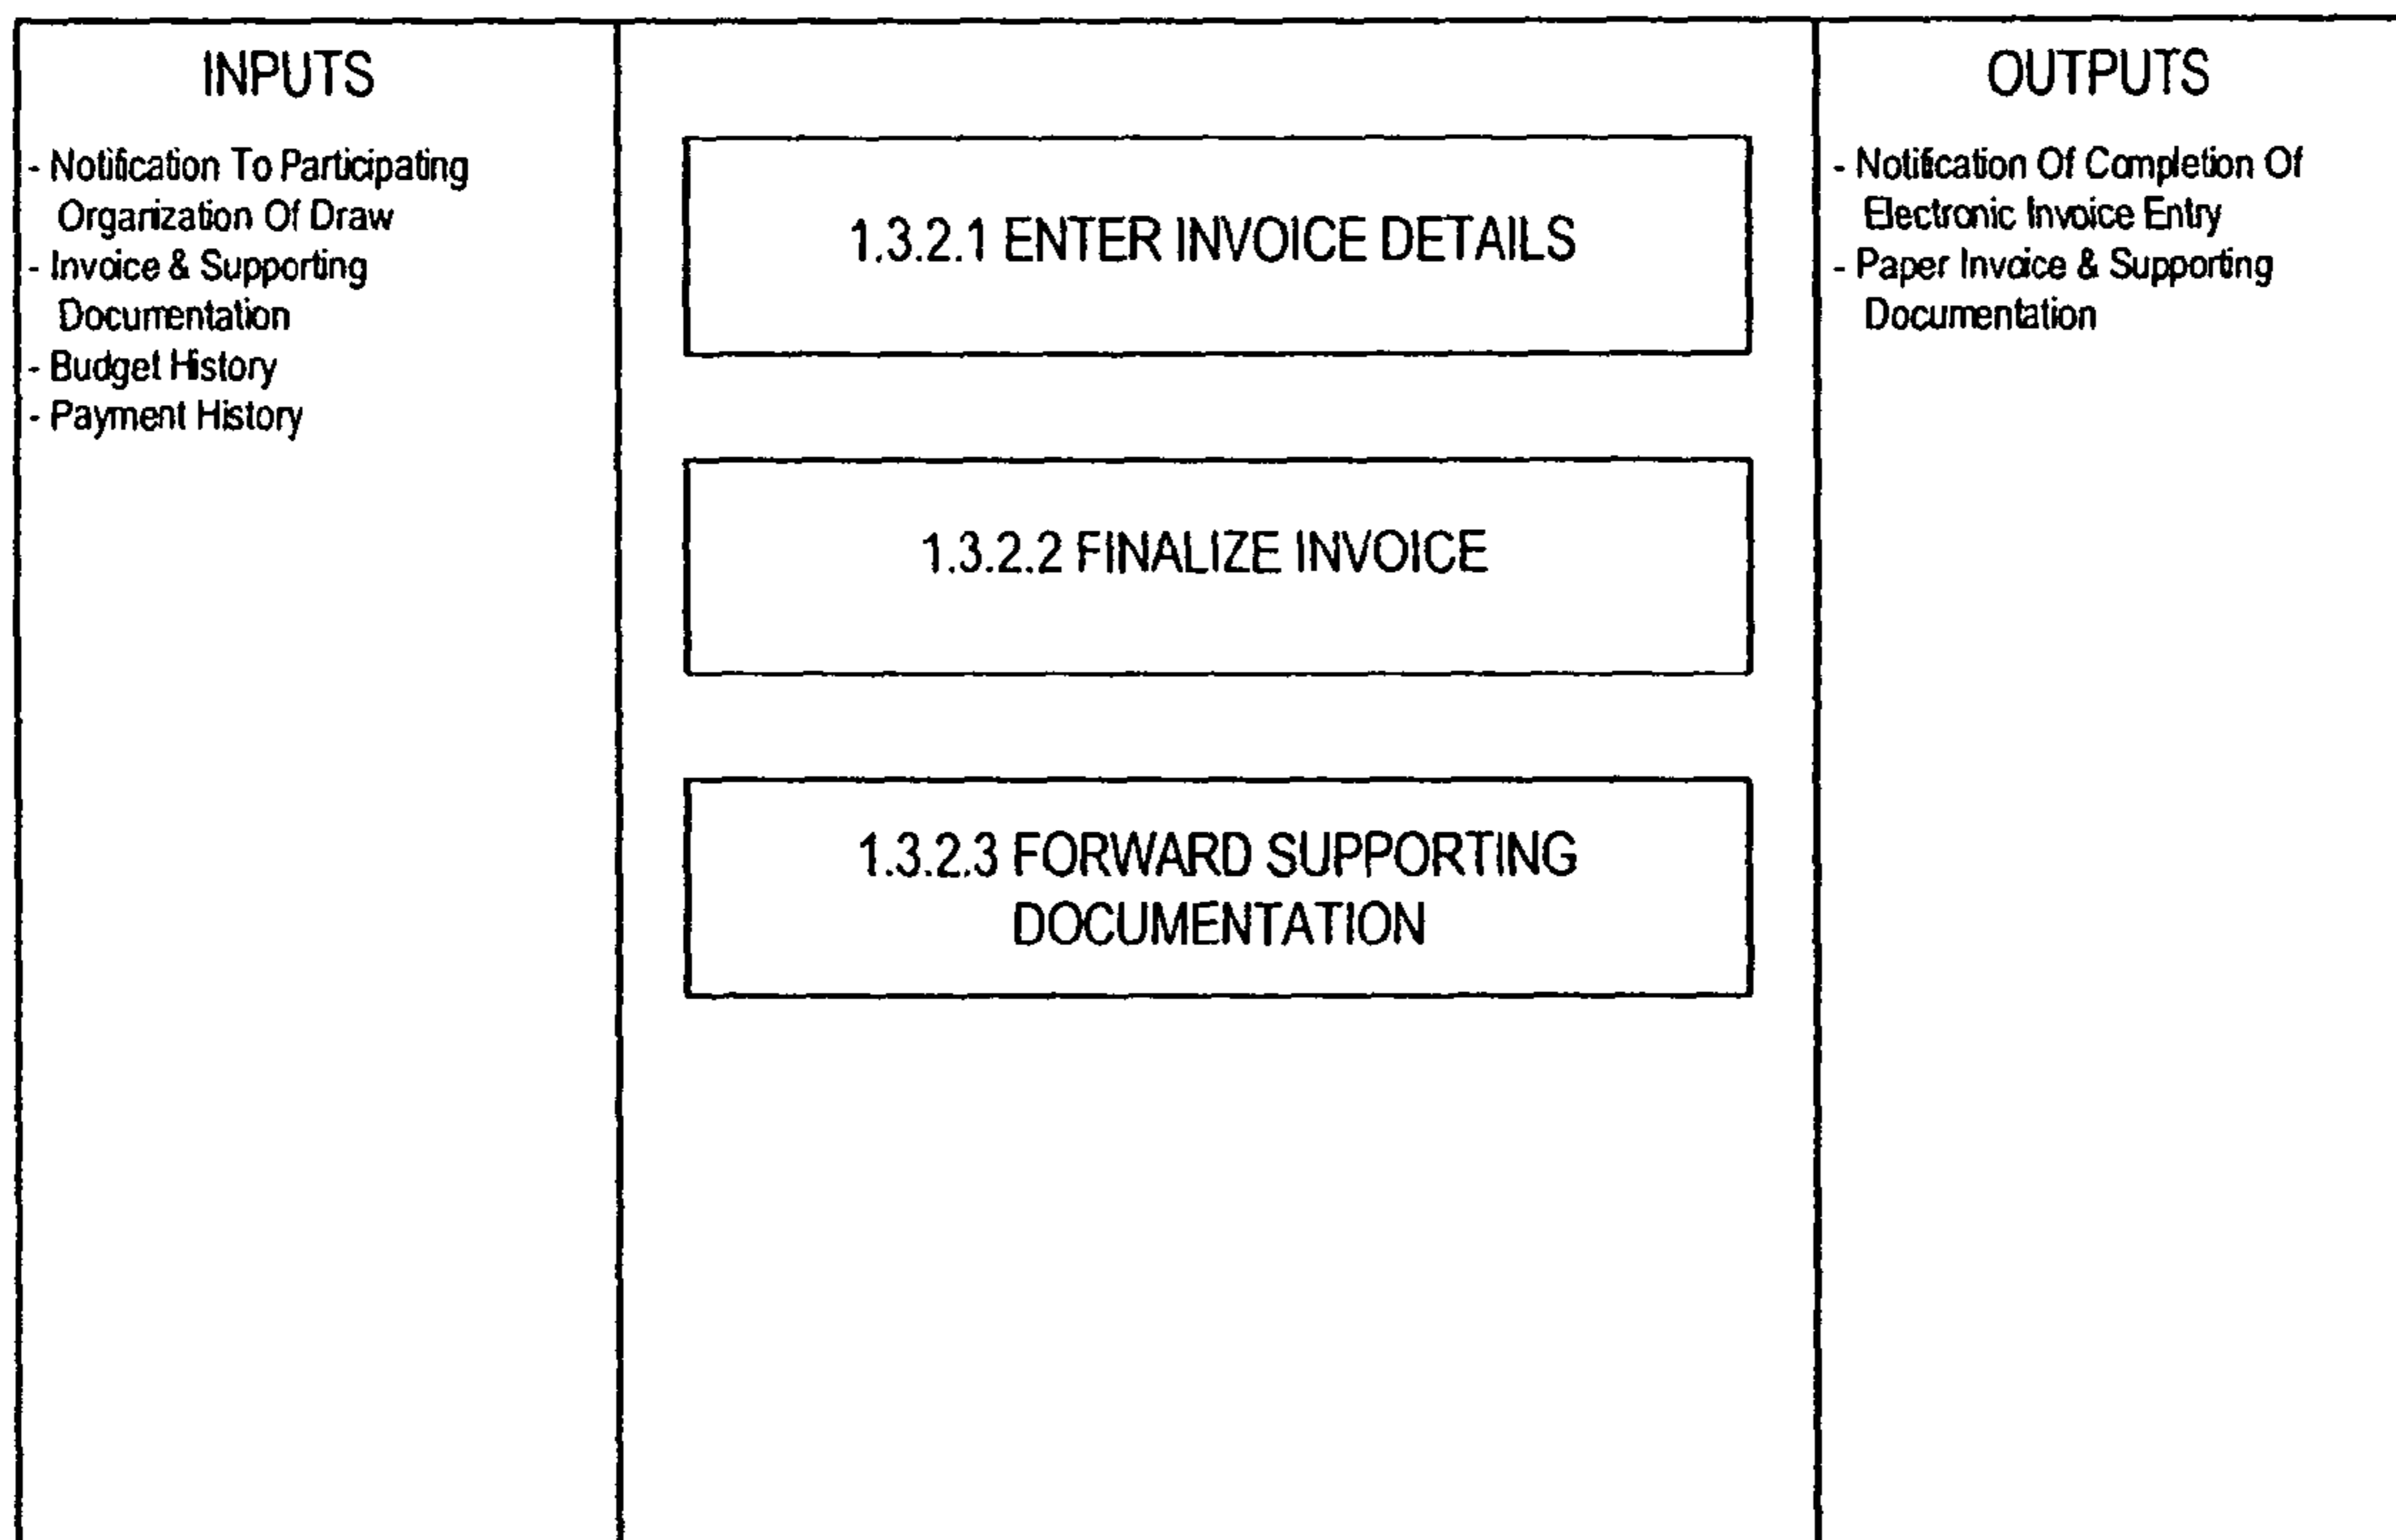 INPUTS
- Notification To Participating
Organization Of Draw
- Invoice & Supporting
Documentation
- Budget History
- Payment History
1.3.2.1 ENTER INVOICE DETAILS
1.3.2.2 FINALIZE INVOICE
1.3.2.3 FORWARD SUPPORTING
DOCUMENTATION
OUTPUTS
- Notification Of Completion Of
Electronic Invoice Entry
- Paper Invoice & Supporting
Documentation